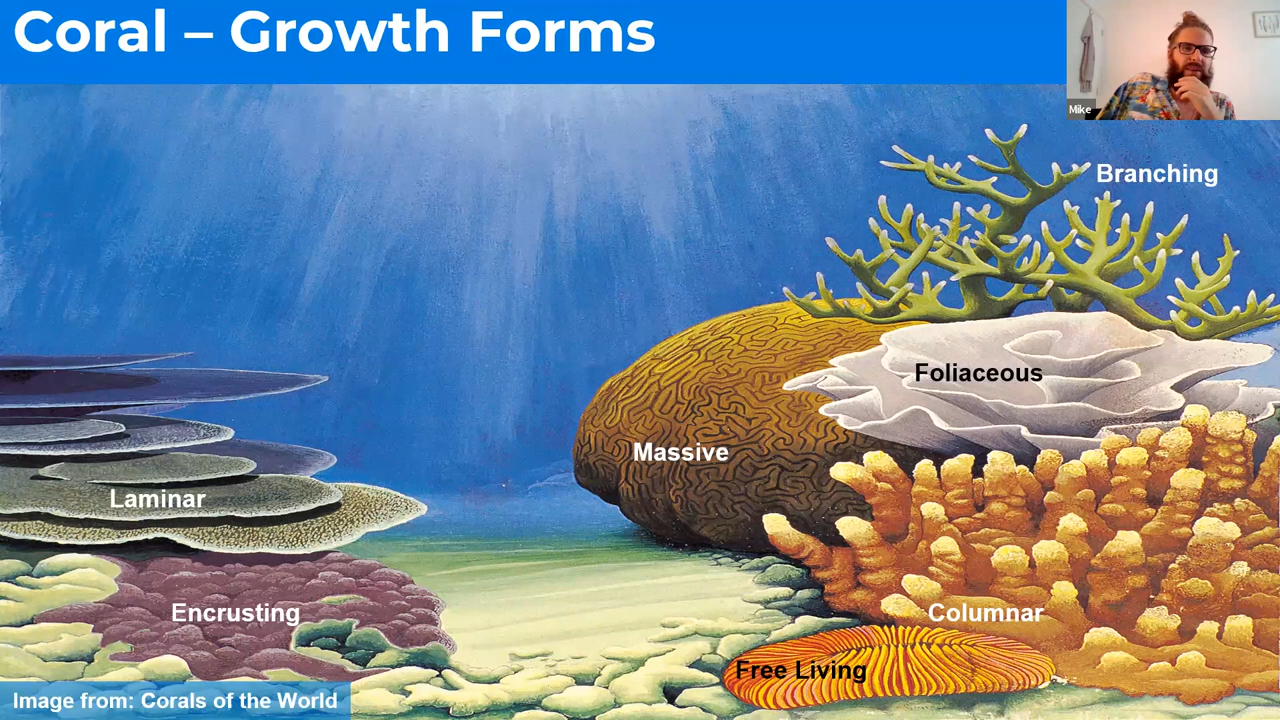 Coral – Growth Forms
Mike
Branching
Foliaceous
Massive
Laminar
Encrusting
Columnar
Free Living
Image from: Corals of the World